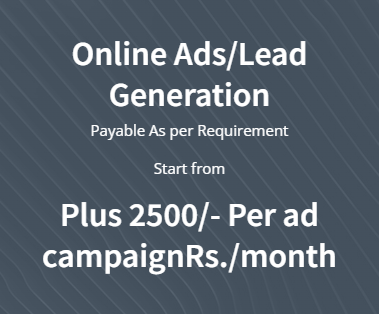 Online Ads/Lead
Generation
Payable As per Requirement
Start from
Plus 2500/- Per ad
campaignRs./month